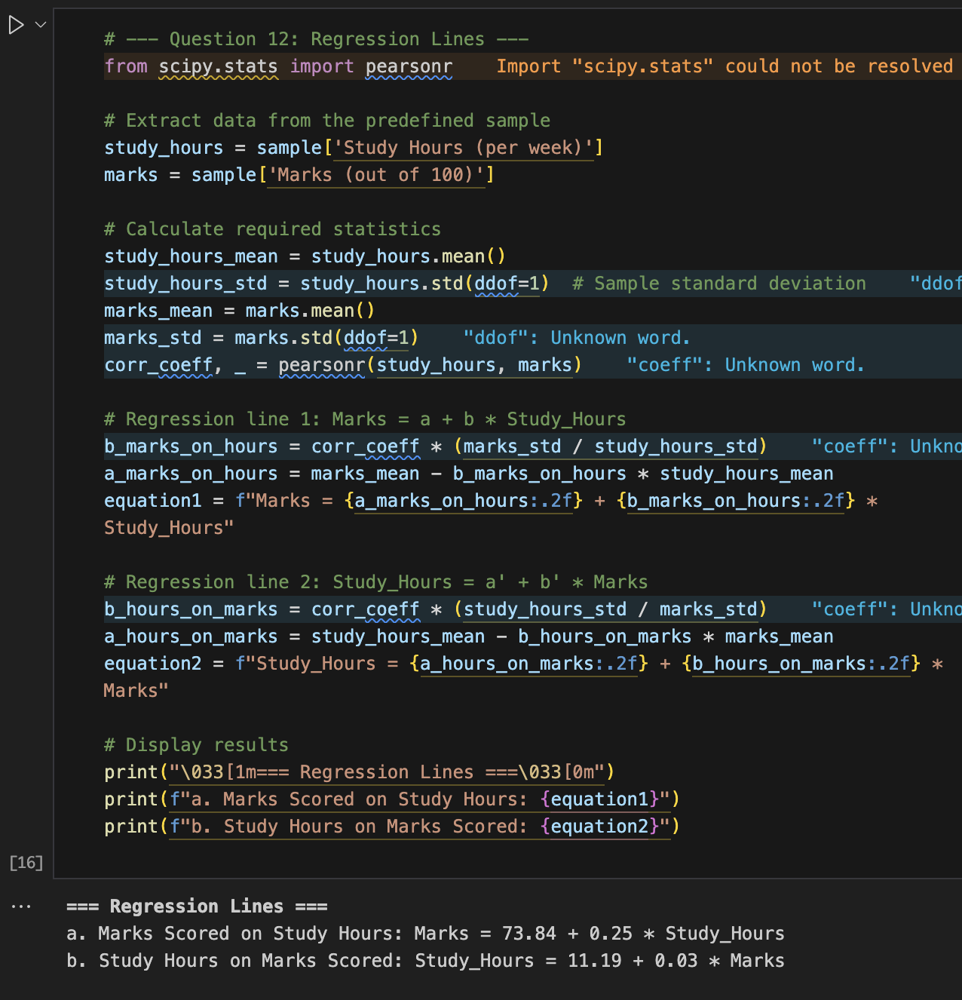 # --- Question 12: Regression Lines ---
from scipy.stats import pearsonr    Import "scipy.stats" could not be resolved
# Extract data from the predefined sample
study_hours = sample['Study Hours (per week)']
marks = sample['Marks (out of 100)']
# Calculate required statistics
study_hours_mean = study_hours.mean()
study_hours_std = study_hours.std(ddof=1)  # Sample standard deviation    "ddof
marks_mean = marks.mean()
marks_std = marks.std(ddof=1)    "ddof": Unknown word.
corr_coeff, _ = pearsonr(study_hours, marks)    "coeff": Unknown word.
# Regression line 1: Marks = a + b * Study_Hours
b_marks_on_hours = corr_coeff * (marks_std / study_hours_std)    "coeff": Unkno
a_marks_on_hours = marks_mean - b_marks_on_hours * study_hours_mean
equation1 = f"Marks = {a_marks_on_hours:.2f} + {b_marks_on_hours:.2f} *
Study_Hours"
# Regression line 2: Study_Hours = a' + b' * Marks
b_hours_on_marks = corr_coeff * (study_hours_std / marks_std)    "coeff": Unkno
a_hours_on_marks = study_hours_mean - b_hours_on_marks * marks_mean
equation2 = f"Study_Hours = {a_hours_on_marks:.2f} + {b_hours_on_marks:.2f} *
Marks"
# Display results
print("\033[1m=== Regression Lines ===\033[0m")
print(f"a. Marks Scored on Study Hours: {equation1}")
print(f"b. Study Hours on Marks Scored: {equation2}")
[16]
... === Regression Lines ===
a. Marks Scored on Study Hours: Marks = 73.84 + 0.25 * Study_Hours
b. Study Hours on Marks Scored: Study_Hours = 11.19 + 0.03 * Marks